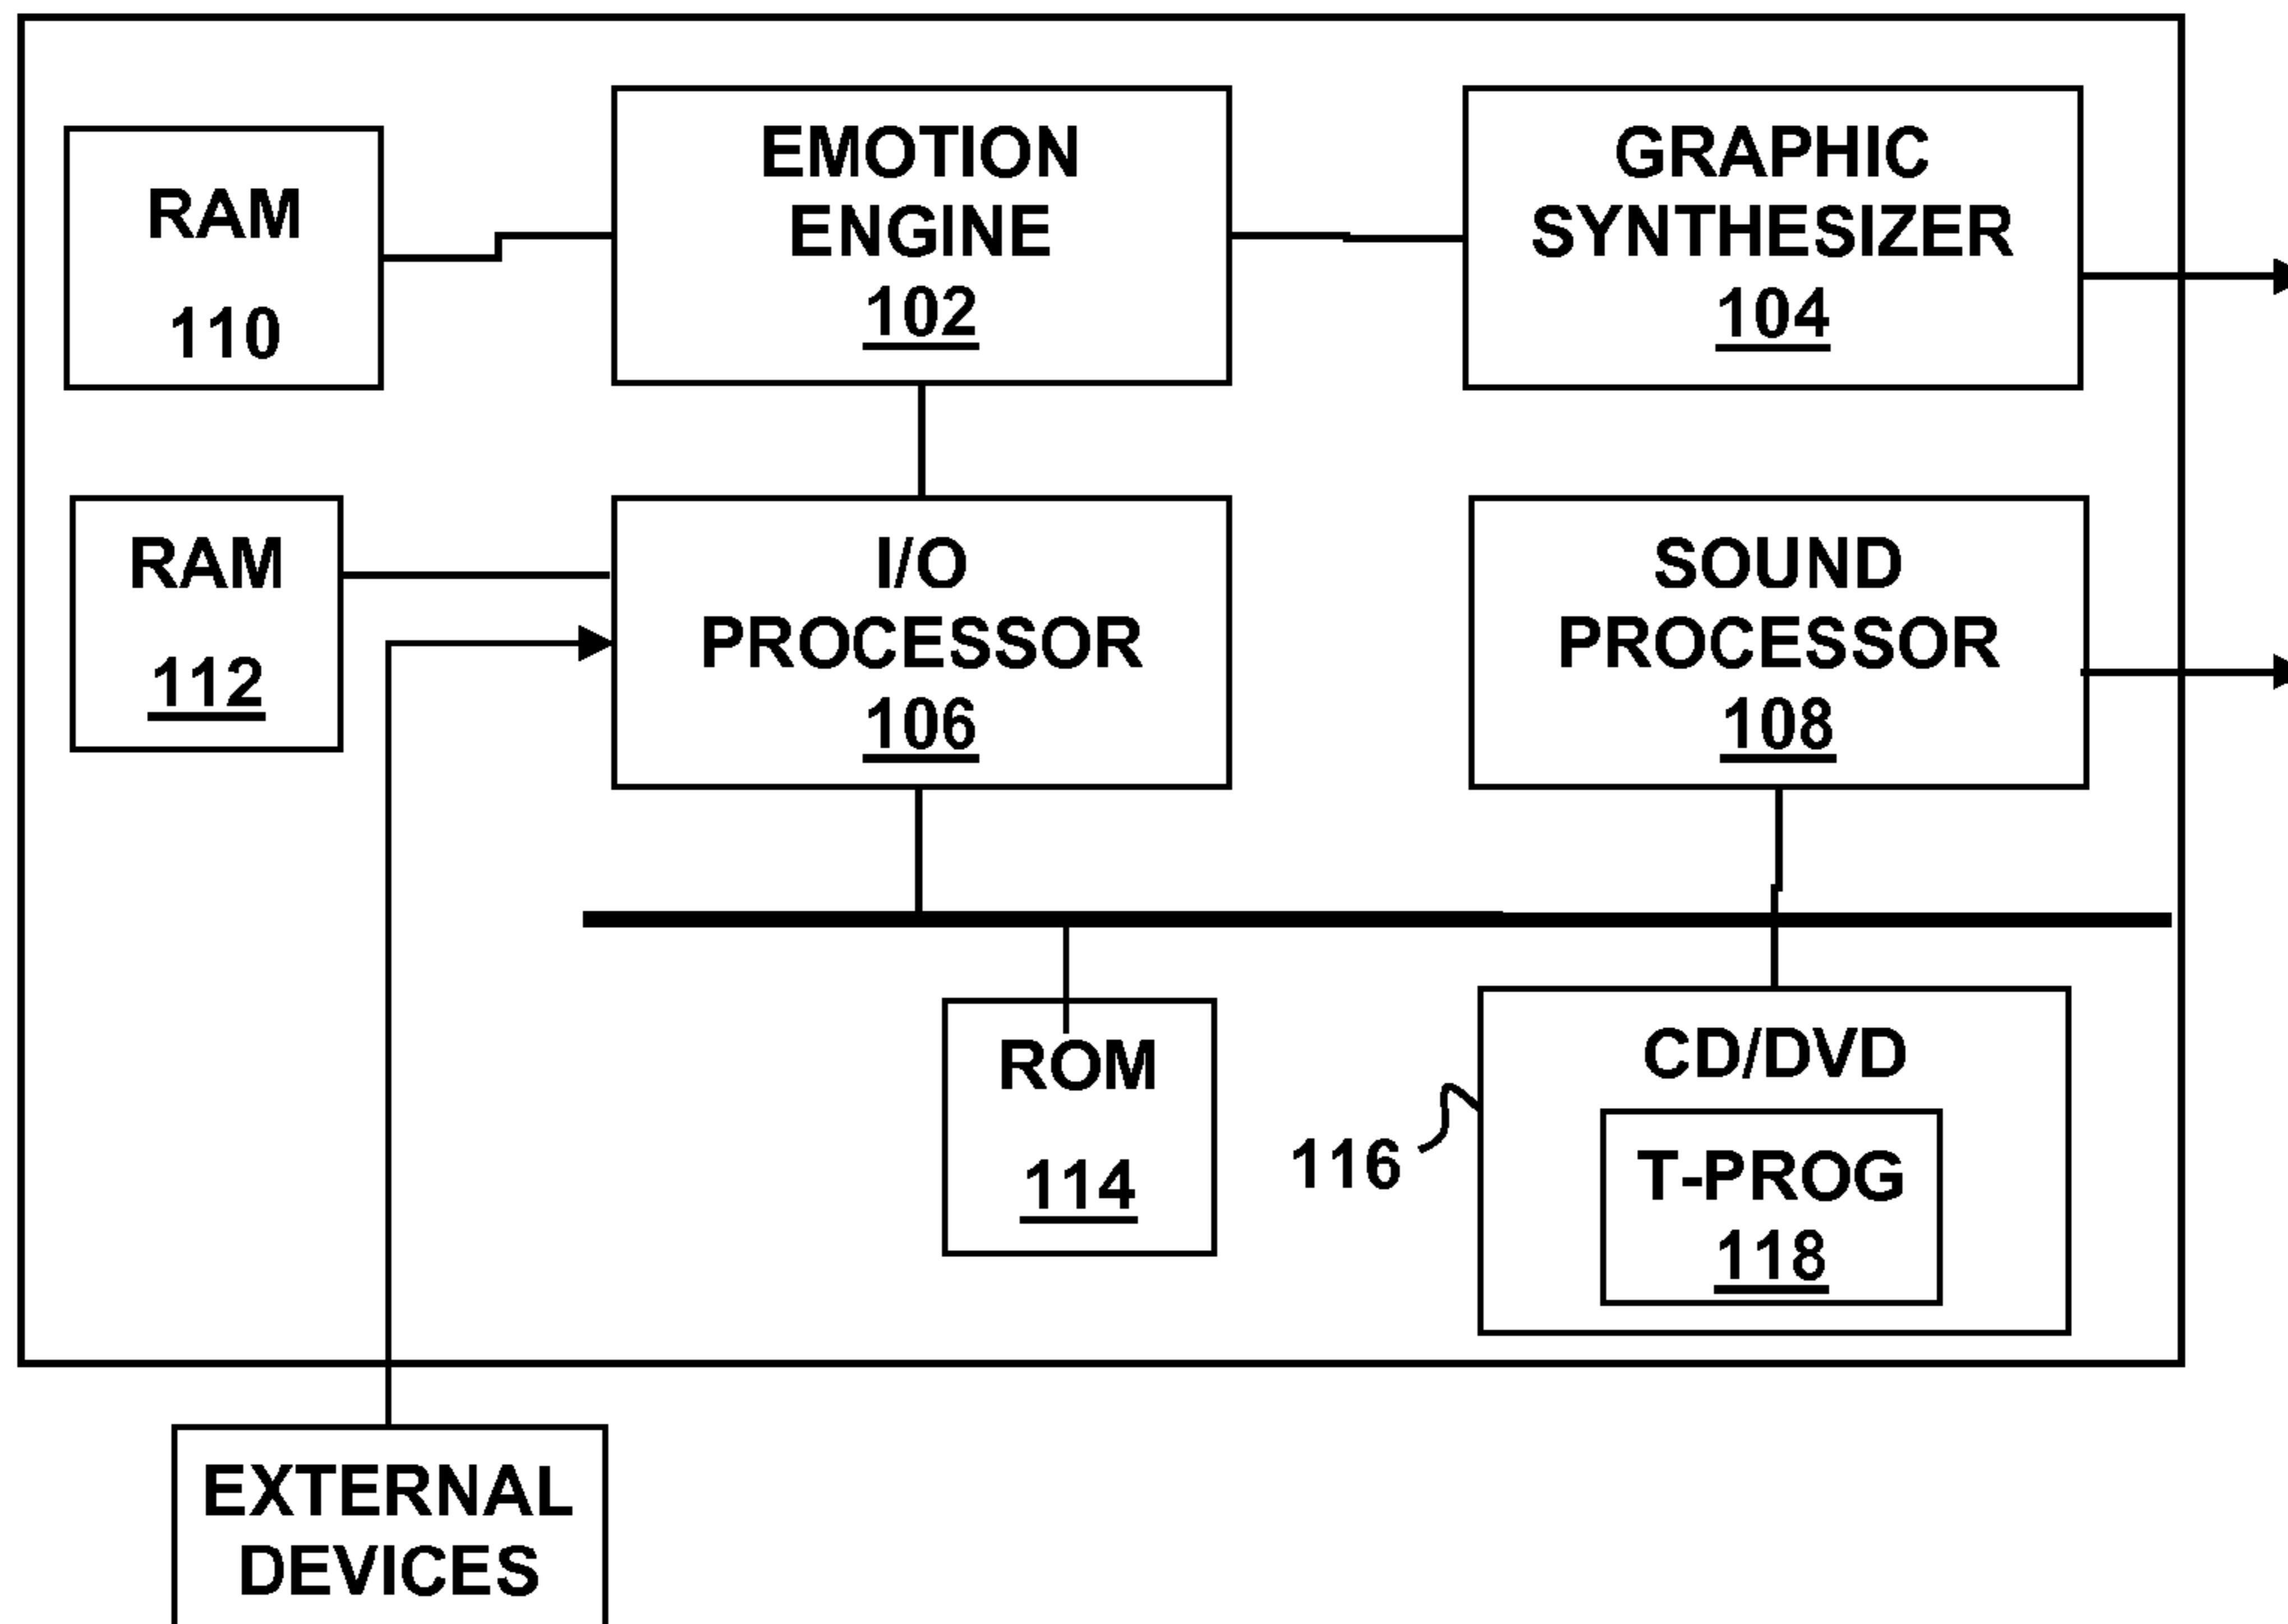 RAM
110
EMOTION
ENGINE
102
GRAPHIC
SYNTHESIZER
104
RAM
112
I/O
PROCESSOR
106
SOUND
PROCESSOR
108
ROM
114
116
CD/DVD
T-PROG
118
EXTERNAL
DEVICES